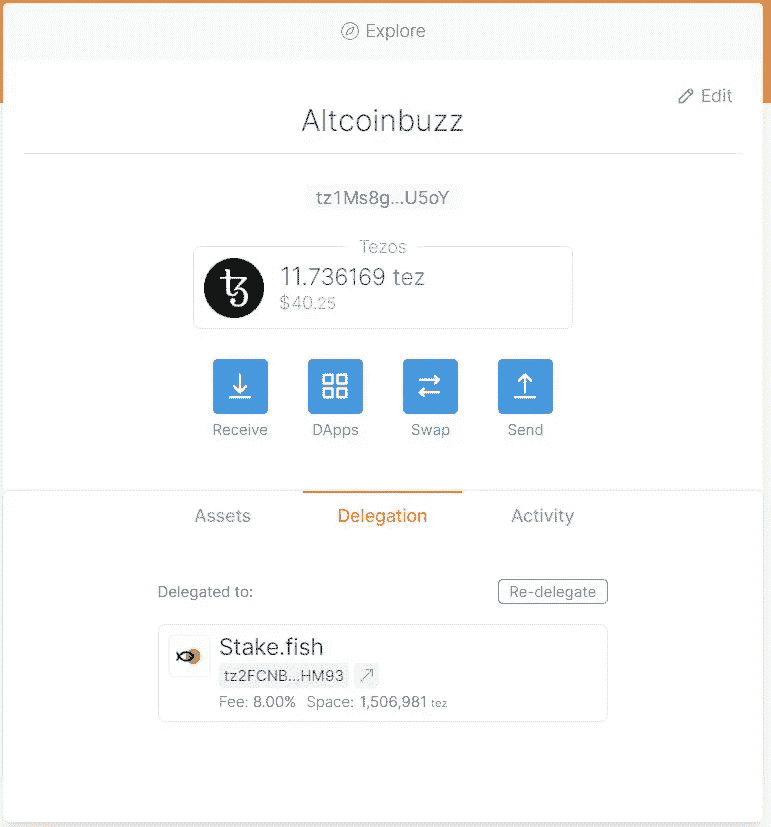 Explore
Edit
Altcoinbuzz
tz1Ms8g...U5oY
Tezos
11.736169 tez
$40.25
Receive DApps Swap Send
Assets Delegation Activity
Delegated to: Re-delegate
Stake.fish
tz2FCNB...HM93
Fee: 8.00% Space: 1,506,981 tez